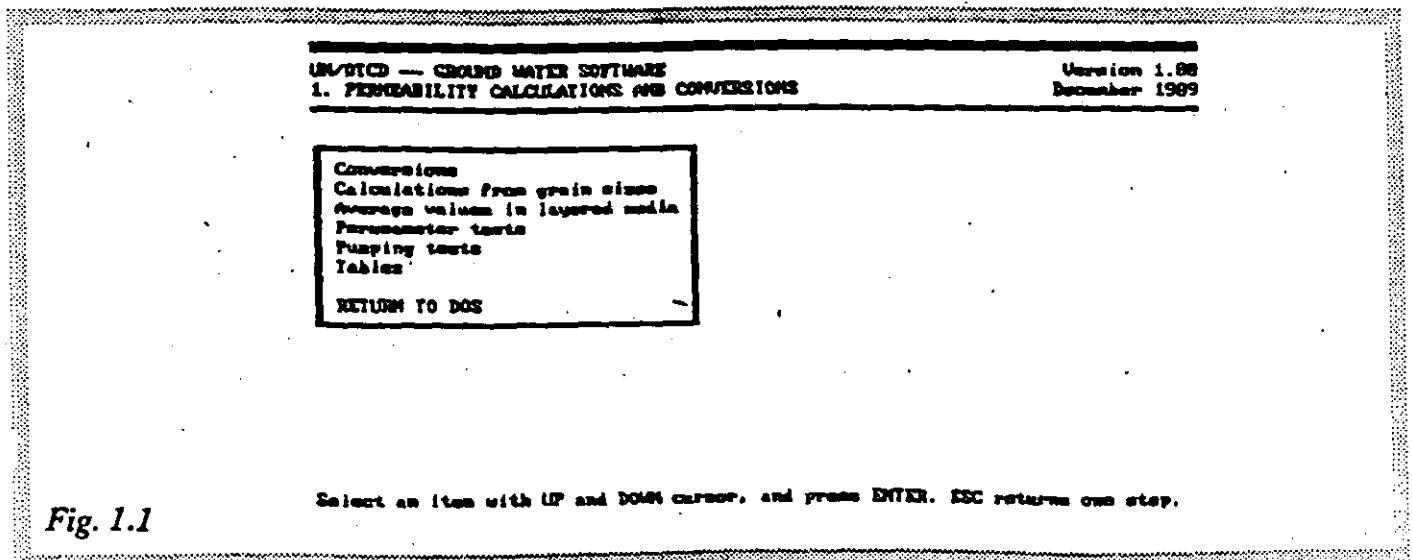 UN/DTCD — GROUND WATER SOFTWARE
Version 1.00
1. PERMEABILITY CALCULATIONS AND CONVERSIONS
December 1989
Conversions
Calculations from grain sizes
Average values in layered media
Permeameter tests
Pumping tests
Tables
RETURN TO DOS
Select an item with UP and DOWN cursor, and press ENTER. ESC returns one step.
Fig. 1.1